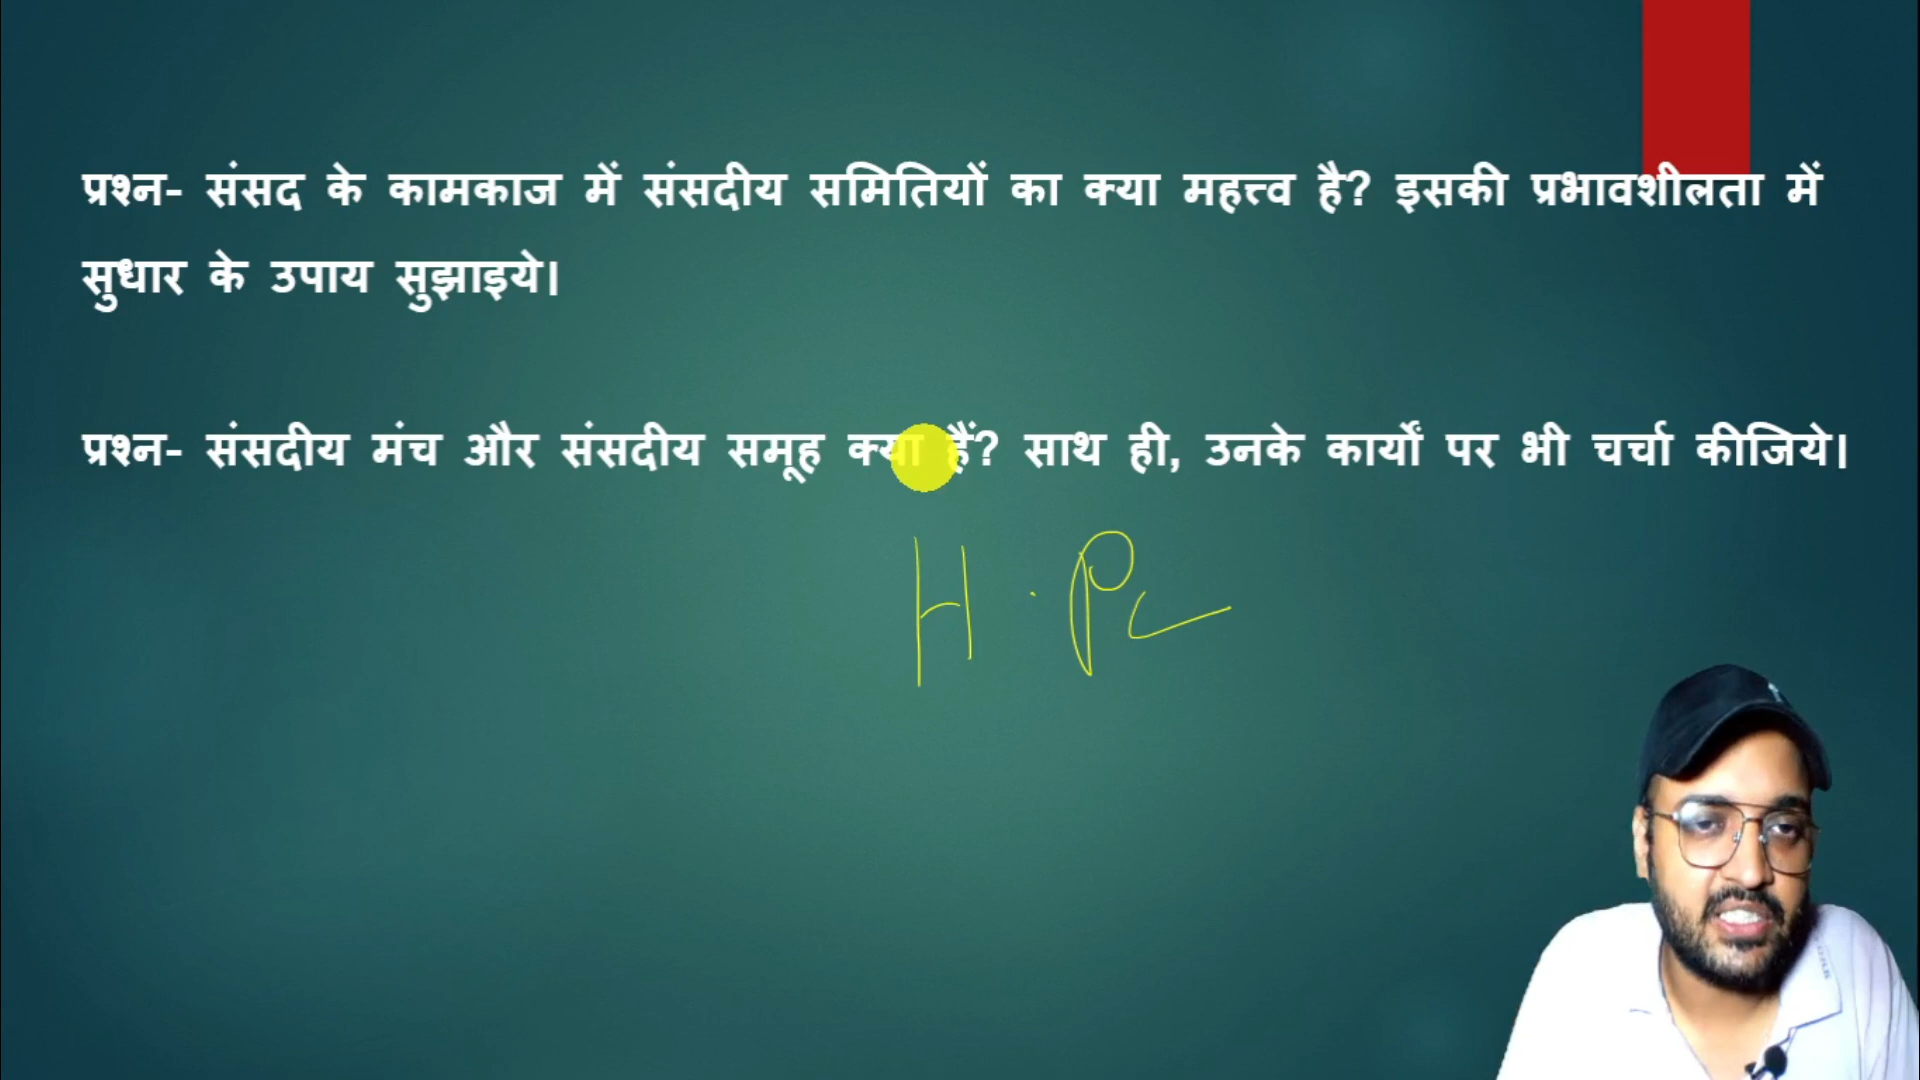 प्रश्न- संसद के कामकाज में संसदीय समितियों का क्या महत्त्व है? इसकी प्रभावशीलता में
सुधार के उपाय सुझाइये।
प्रश्न- संसदीय मंच और संसदीय समूह क्या हैं? साथ ही, उनके कार्यों पर भी चर्चा कीजिये।
H.Pc